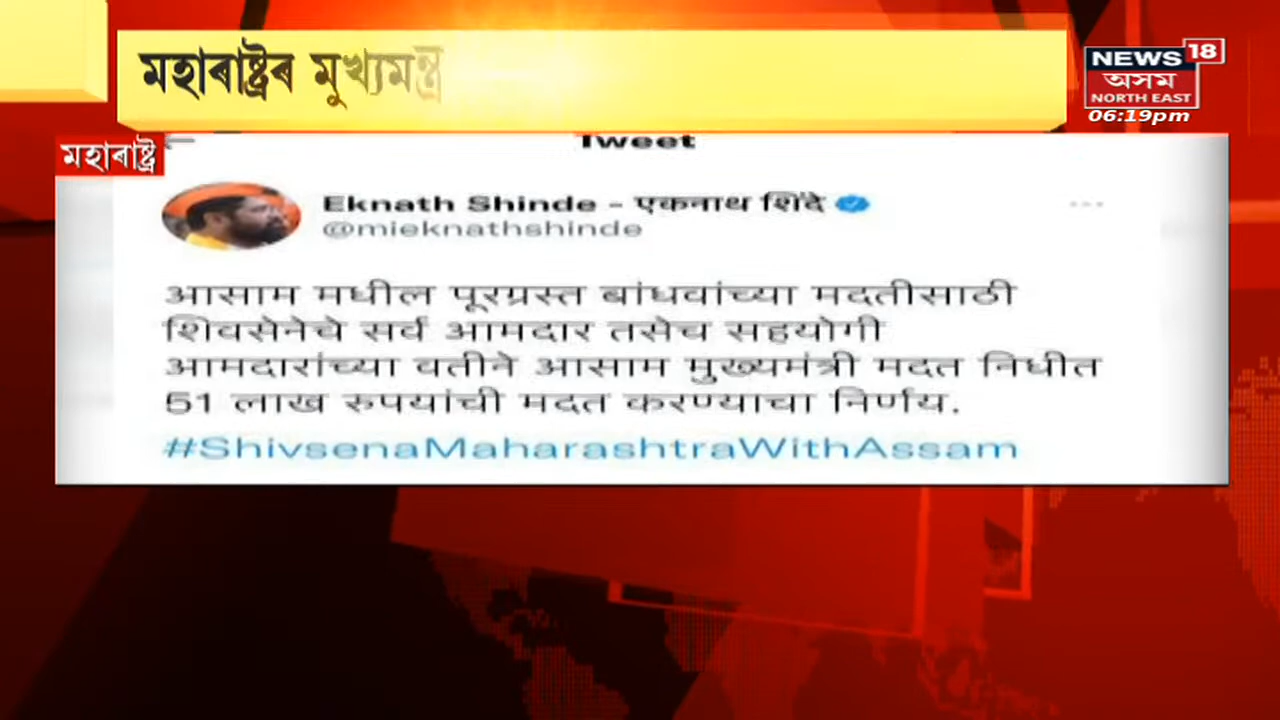 মহাৰাষ্ট্ৰৰ মুখ্যমন্ত্ৰ
NEWS 18
অসম
NORTH EAST
06:19pm
মহাৰাষ্ট্ৰ
Tweet
Eknath Shinde - एकनाथ शिंदे
@mieknathshinde
आसाम मधील पूरग्रस्त बांधवांच्या मदतीसाठी
शिवसेनेचे सर्व आमदार तसेच सहयोगी
आमदारांच्या वतीने आसाम मुख्यमंत्री मदत निधीत
51 लाख रुपयांची मदत करण्याचा निर्णय.
#ShivsenaMaharashtraWithAssam